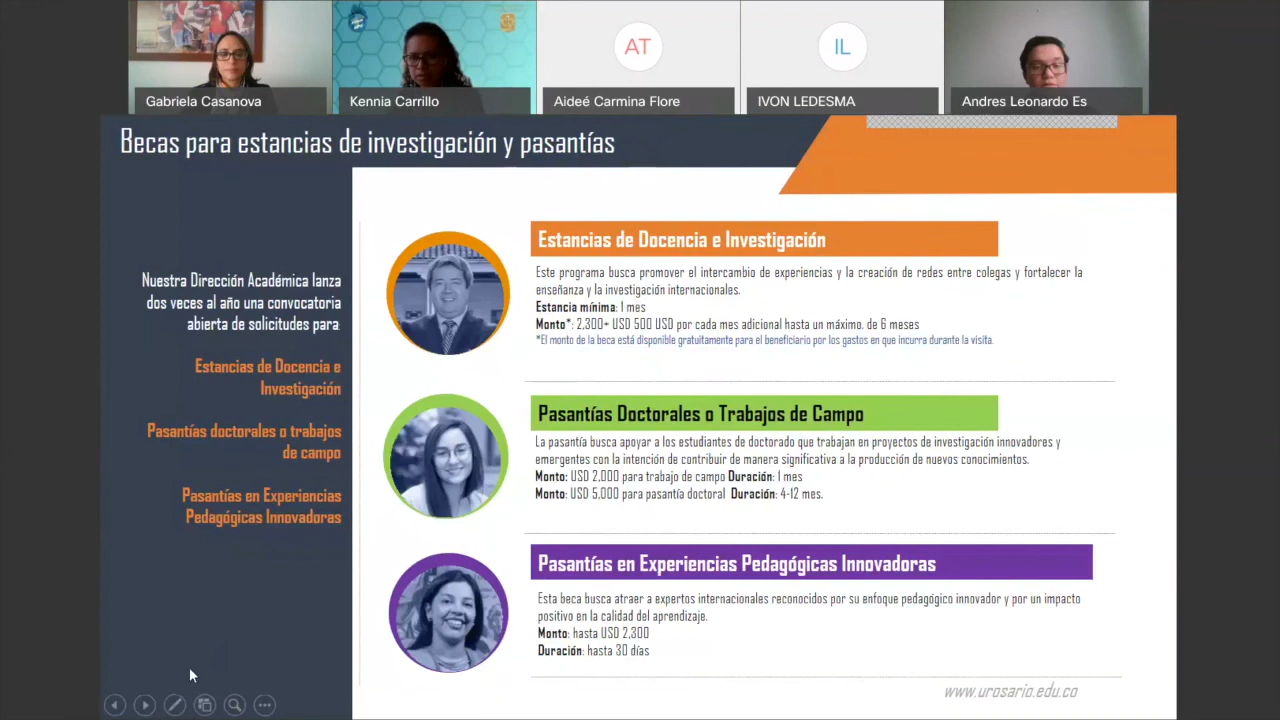 Gabriela Casanova
Kennia Carrillo
AT
Aideé Carmina Flore
IL
IVON LEDESMA
Andres Leonardo Es
Becas para estancias de investigación y pasantías
Nuestra Dirección Académica lanza
dos veces al año una convocatoria
abierta de solicitudes para
Estancias de Docencia e
Investigación
Pasantías doctorales o trabajos
de campo
Pasantías en Experiencias
Pedagógicas Innovadoras
Estancias de Docencia e Investigación
Este programa busca promover el intercambio de experiencias y la creación de redes entre colegas y fortalecer la
enseñanza y la investigación internacionales.
Estancia mínima: 1 mes
Monto*: 2,300+ USD 500 USD por cada mes adicional hasta un máximo. de 6 meses
*El monto de la beca está disponible gratuitamente para el beneficiario por los gastos en que incurra durante la visita.
Pasantías Doctorales o Trabajos de Campo
La pasantía busca apoyar a los estudiantes de doctorado que trabajan en proyectos de investigación innovadores y
emergentes con la intención de contribuir de manera significativa a la producción de nuevos conocimientos.
Monto: USD 2,000 para trabajo de campo Duración: 1 mes
Monto: USD 5,000 para pasantía doctoral Duración: 4-12 mes.
Pasantías en Experiencias Pedagógicas Innovadoras
Esta beca busca atraer a expertos internacionales reconocidos por su enfoque pedagógico innovador y por un impacto
positivo en la calidad del aprendizaje.
Monto: hasta USD 2,300
Duración: hasta 30 días
www.urosario.edu.co